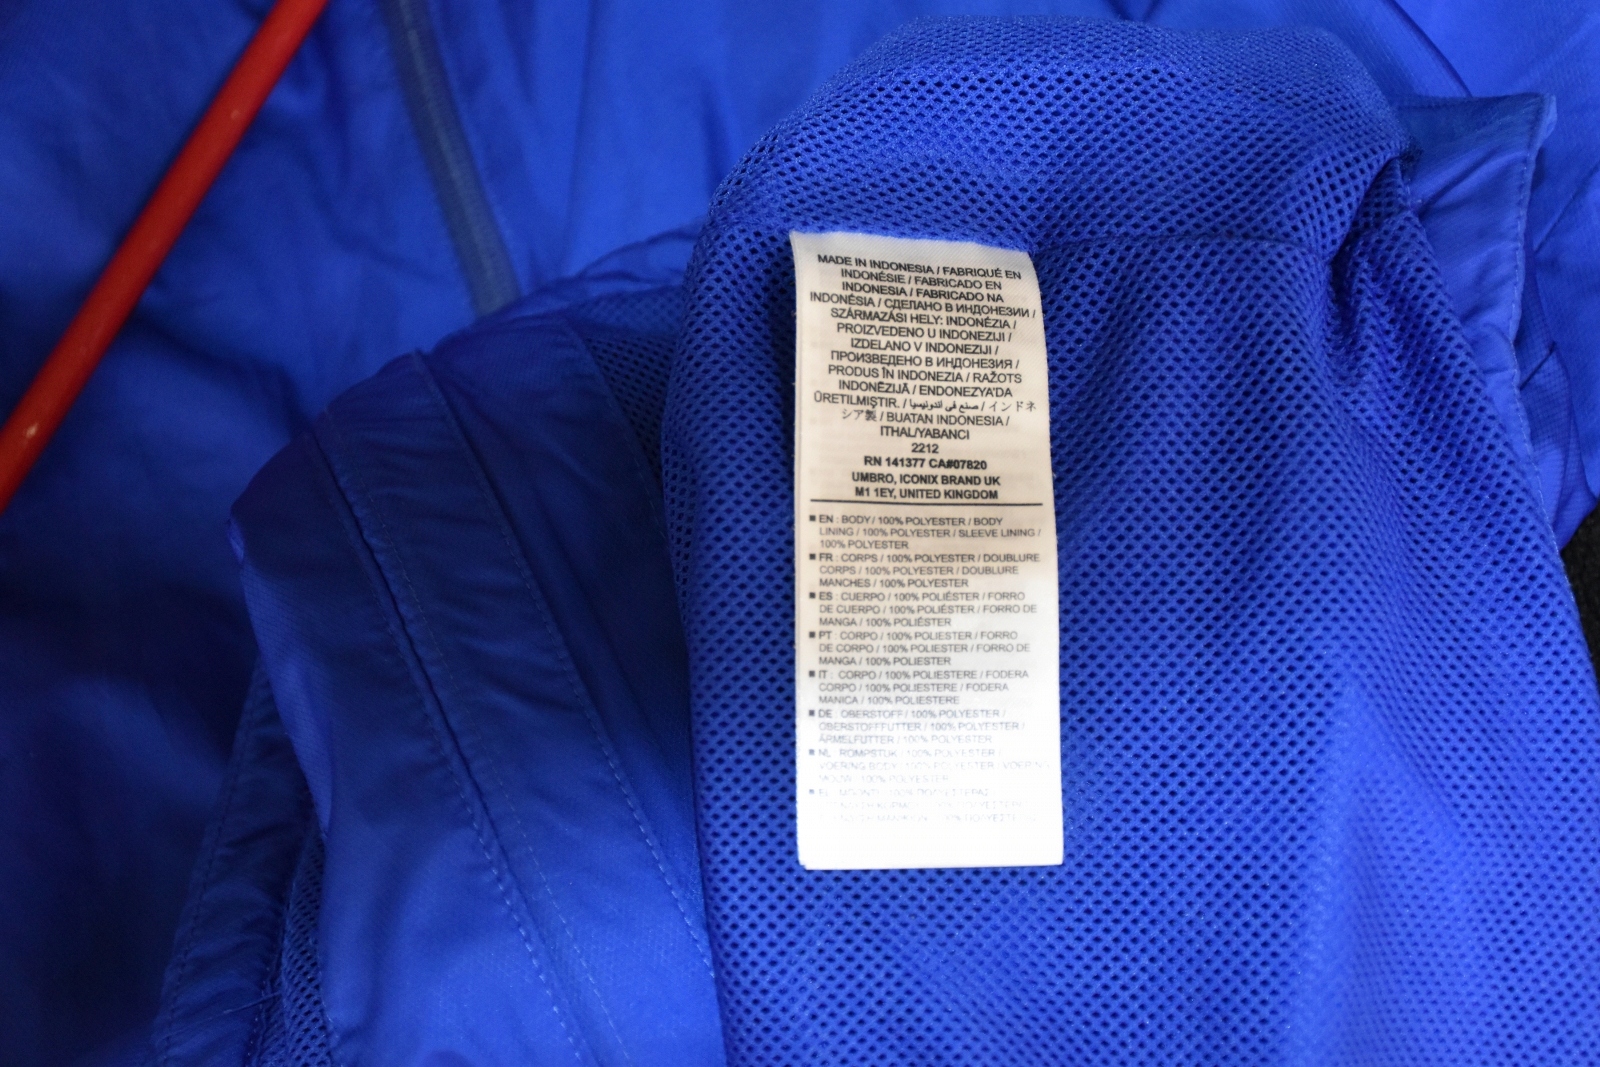 MADE IN INDONESIA / FABRIQUÉ EN
INDONÉSIE / FABRICADO EN
INDONESIA / FABRICADO NA
INDONÉSIA / СДЕЛАНО В ИНДОНЕЗИИ /
SZÁRMAZÁSI HELY: INDONÉZIA /
PROIZVEDENO U INDONEZIJI /
IZDELANO V INDONEZIJI /
ПРОИЗВЕДЕНО В ИНДОНЕЗИЯ /
PRODUS ÎN INDONEZIA / RAŽOTS
INDONĒZIJĀ / ENDONEZYA'DA
ÜRETILMIŞTIR. / صنع في أندونيسيا / インドネ
シア製 / BUATAN INDONESIA /
ITHAL/YABANCI
2212
RN 141377 CA#07820
UMBRO, ICONIX BRAND UK
M1 1EY, UNITED KINGDOM
EN : BODY / 100% POLYESTER / BODY
LINING / 100% POLYESTER / SLEEVE LINING /
100% POLYESTER
FR : CORPS / 100% POLYESTER / DOUBLURE
CORPS / 100% POLYESTER / DOUBLURE
MANCHES / 100% POLYESTER
ES : CUERPO / 100% POLIÉSTER / FORRO
DE CUERPO / 100% POLIÉSTER / FORRO DE
MANGA / 100% POLIÉSTER
PT : CORPO / 100% POLIESTER / FORRO
DE CORPO / 100% POLIESTER / FORRO DE
MANGA / 100% POLIESTER
IT : CORPO / 100% POLIESTERE / FODERA
CORPO / 100% POLIESTERE / FODERA
MANICA / 100% POLIESTERE
DE : OBERSTOFF / 100% POLYESTER /
OBERSTOFFFUTTER / 100% POLYESTER /
ÄRMELFUTTER / 100% POLYESTER
NL : ROMPSTUK / 100% POLYESTER /
VOERING BODY / 100% POLYESTER / VOERING
MOUW / 100% POLYESTER